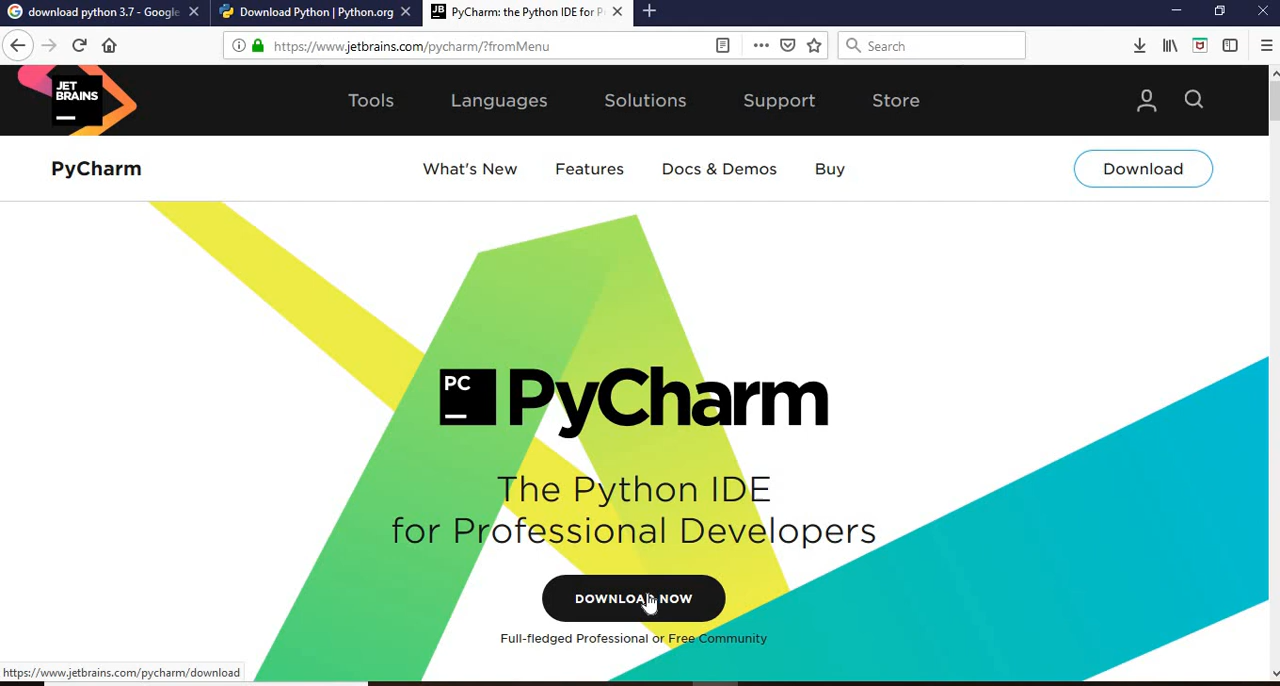 download python 3.7 - Google
Download Python | Python.org
JB
PyCharm: the Python IDE for P
https://www.jetbrains.com/pycharm/?fromMenu
Search
JET
BRAINS
Tools
Languages
Solutions
Support
Store
PyCharm
What's New
Features
Docs & Demos
Buy
Download
PC
PyCharm
The Python IDE
for Professional Developers
DOWNLOAD NOW
Full-fledged Professional or Free Community
https://www.jetbrains.com/pycharm/download